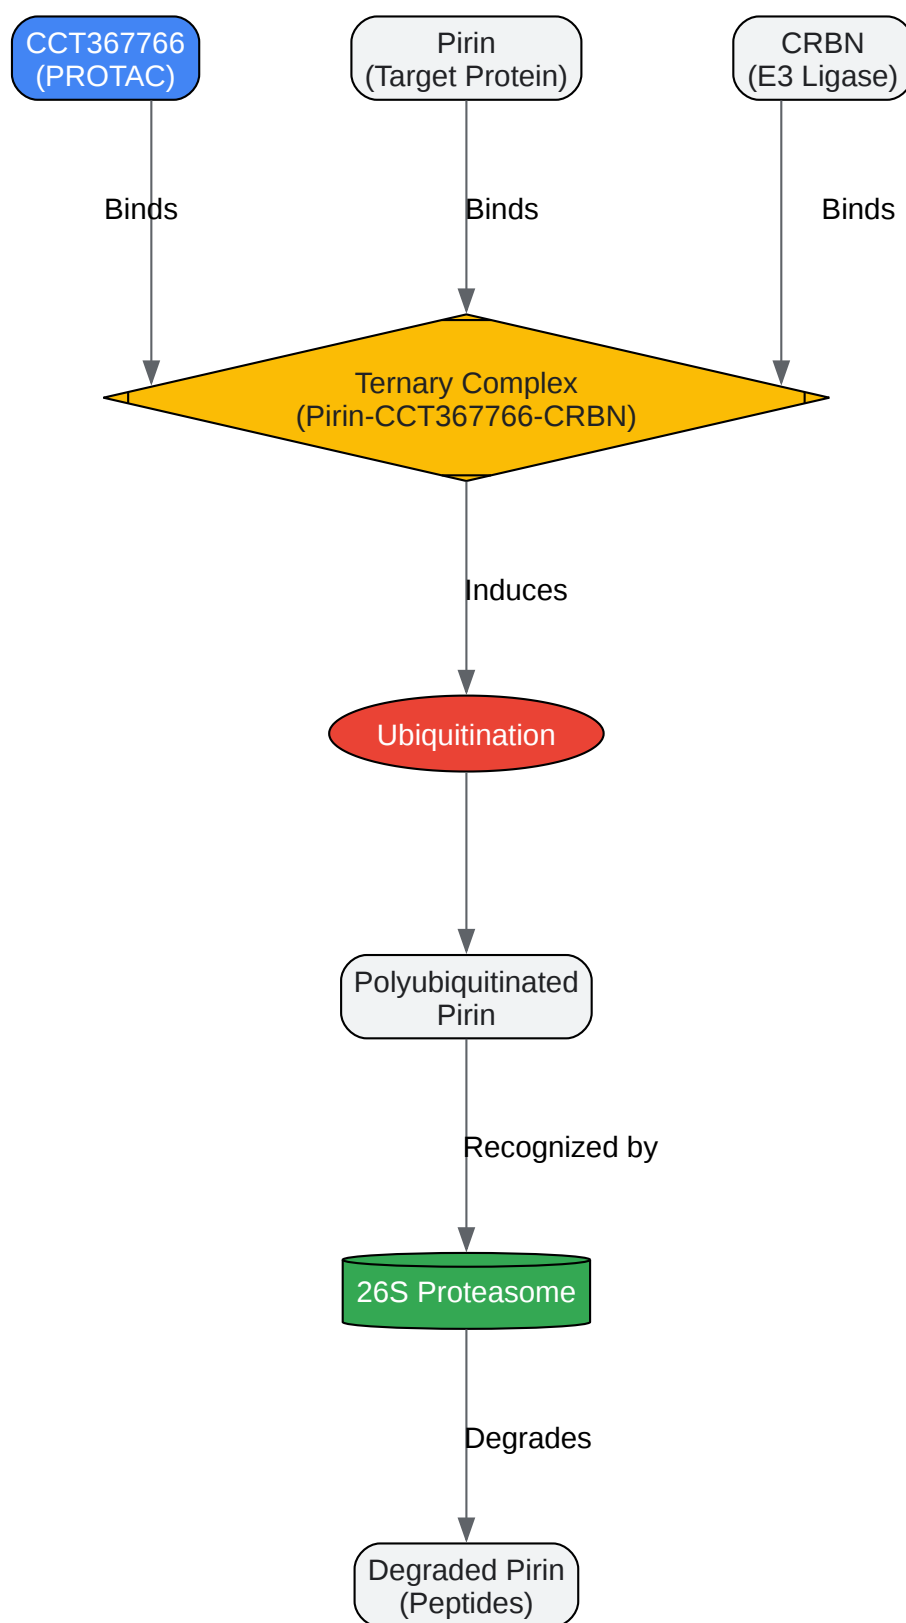 CCT367766
(PROTAC)
Pirin
(Target Protein)
CRBN
(E3 Ligase)
Binds
Binds
Binds
Ternary Complex
(Pirin-CCT367766-CRBN)
Induces
Ubiquitination
Polyubiquitinated
Pirin
Recognized by
26S Proteasome
Degrades
Degraded Pirin
(Peptides)